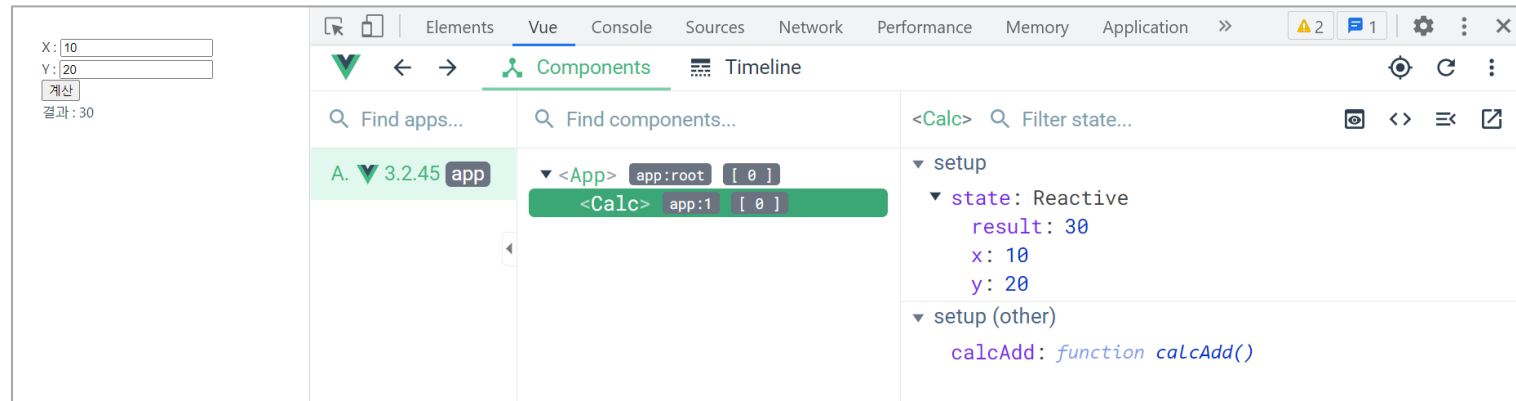 X : 10
Y : 20
계산
결과 : 30
Elements Vue Console Sources Network Performance Memory Application 2 1
Components Timeline
Find apps...
A. 3.2.45 app
Find components...
<App> app:root [ 0 ]
<Calc> app:1 [ 0 ]
<Calc> Filter state...
setup
state: Reactive
result: 30
x: 10
y: 20
setup (other)
calcAdd: function calcAdd()